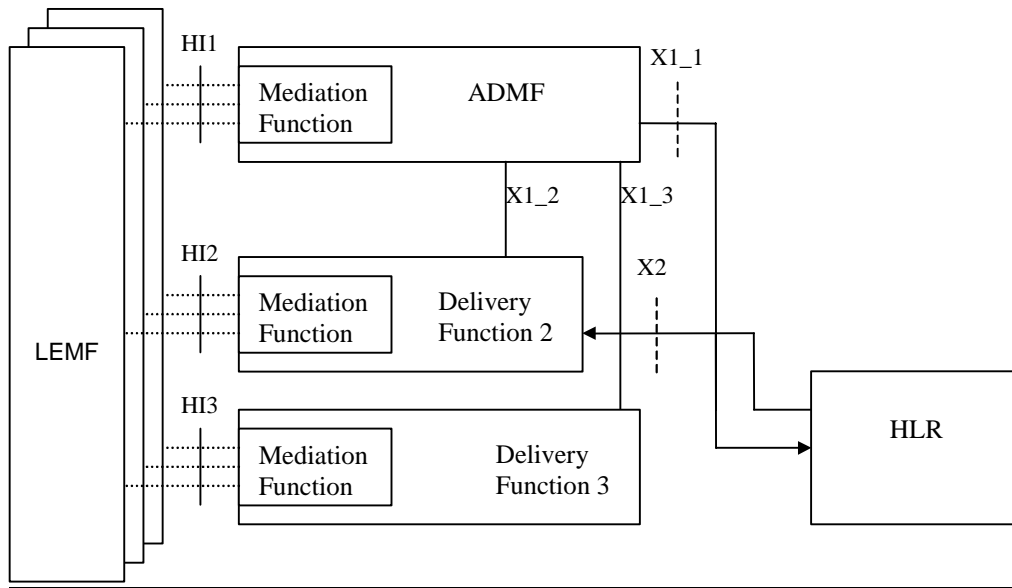 HI1
X1_1
Mediation
Function
ADMF
X1_2
X1_3
HI2
X2
Mediation
Function
Delivery
Function 2
LEMF
HI3
HLR
Mediation
Function
Delivery
Function 3